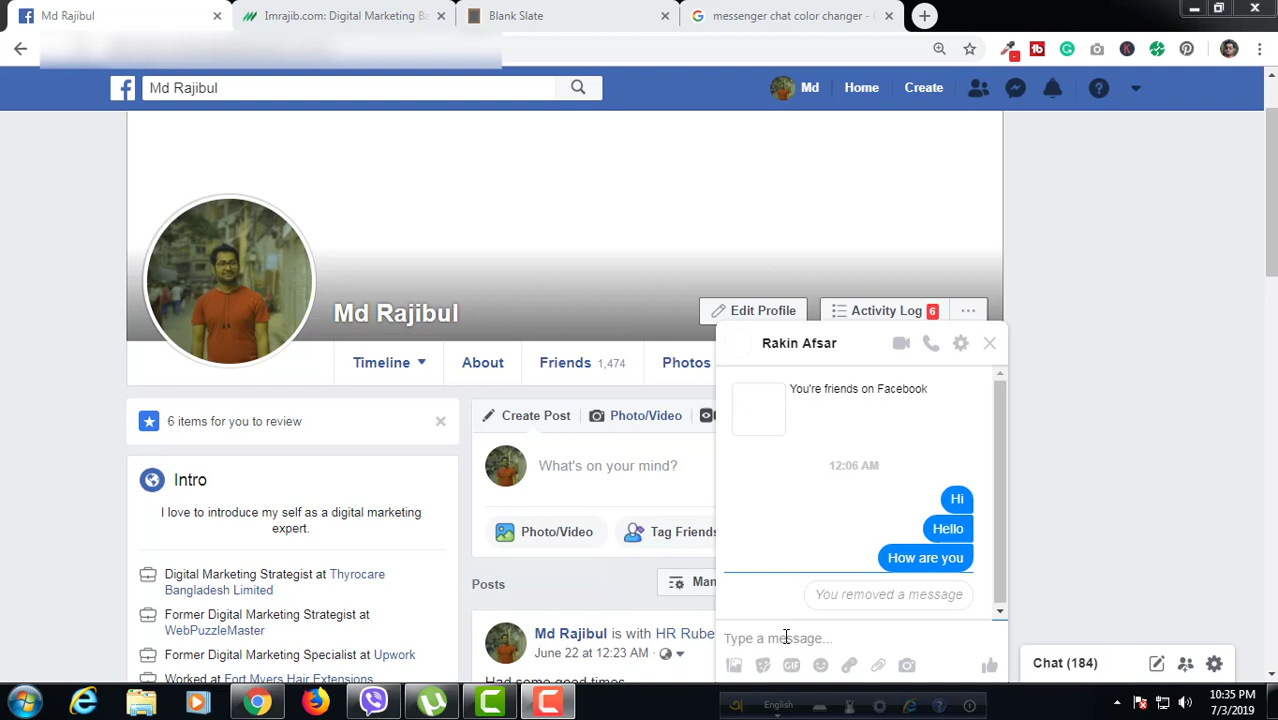 Md Rajibul
Imrajib.com: Digital Marketing Ba
Blank Slate
messenger chat color changer - G
Md Rajibul
Md
Home
Create
Md Rajibul
Edit Profile
Activity Log 6
Timeline
About
Friends 1,474
Photos
Rakin Afsar
You're friends on Facebook
12:06 AM
Hi
Hello
How are you
You removed a message
Type a message...
GIF
6 items for you to review
Create Post
Photo/Video
What's on your mind?
Photo/Video
Tag Friends
Intro
I love to introduce my self as a digital marketing
expert.
Digital Marketing Strategist at Thyrocare
Bangladesh Limited
Former Digital Marketing Strategist at
WebPuzzleMaster
Former Digital Marketing Strategist at Upwork
Worked at Fort Myers Hair Extensions
Posts
Man
Md Rajibul is with HR Rube
June 22 at 12:23 AM
Had some good times
Chat (184)
English
10:35 PM
7/3/2019